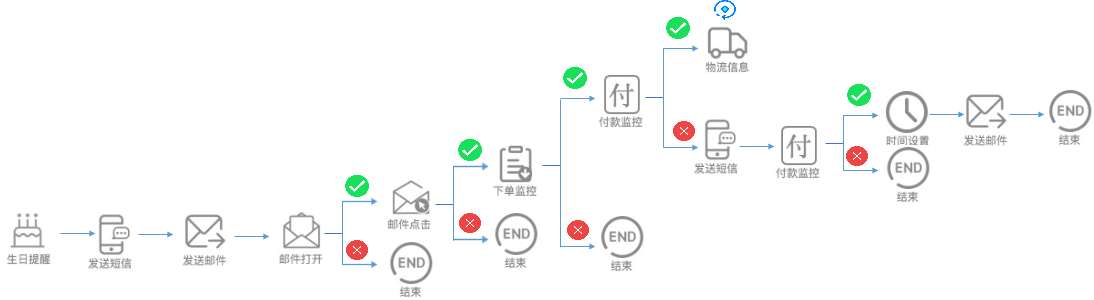 生日提醒
发送短信
发送邮件
邮件打开
邮件点击
END
结束
下单监控
END
结束
付
付款监控
END
结束
物流信息
发送短信
付
付款监控
时间设置
END
结束
发送邮件
END
结束